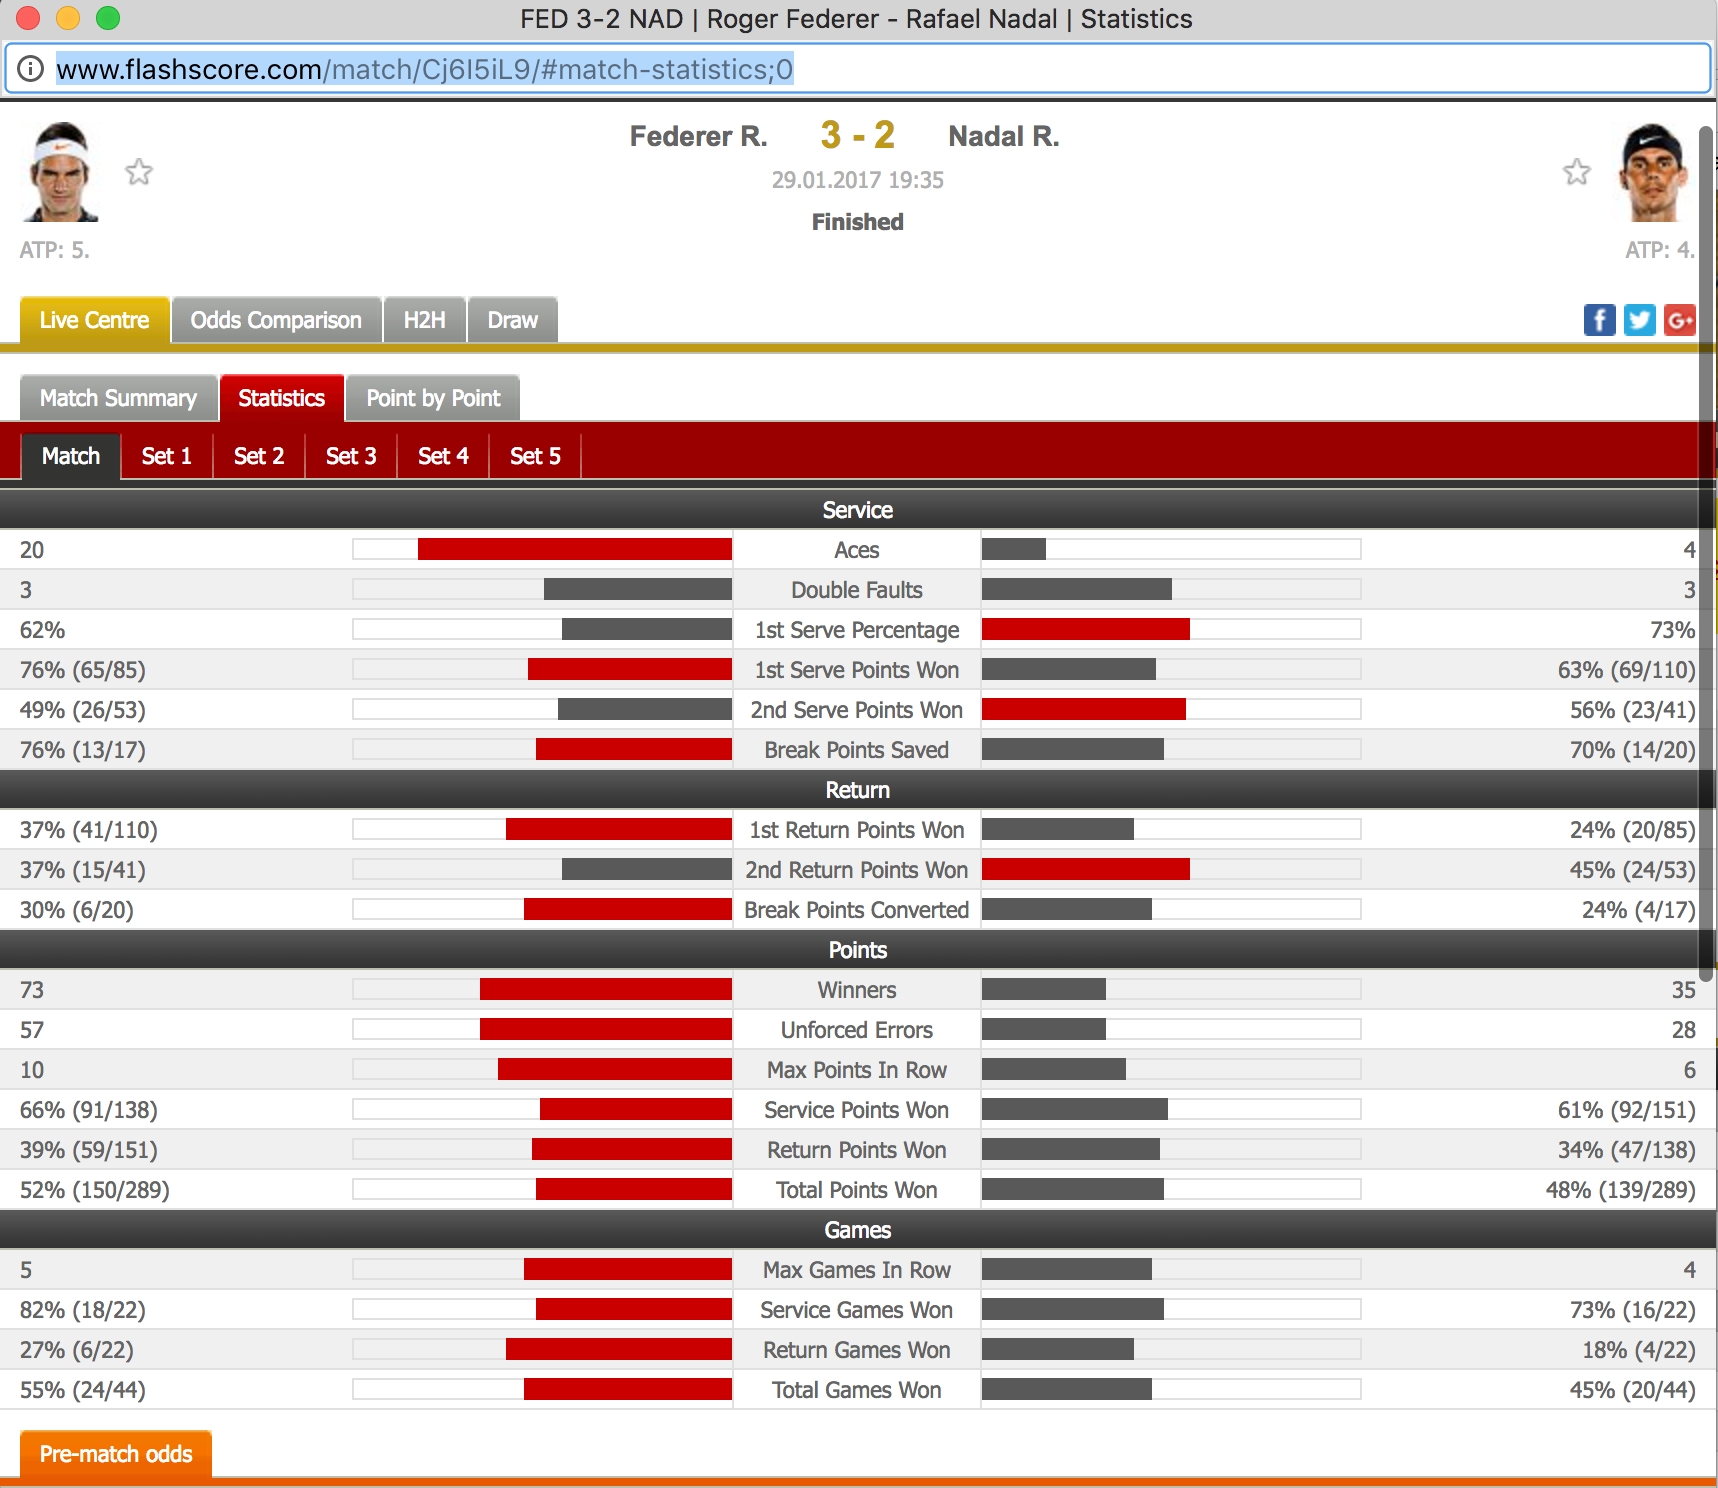 FED 3-2 NAD | Roger Federer - Rafael Nadal | Statistics
www.flashscore.com/match/Cj6I5iL9/#match-statistics;0
Federer R. 3 - 2 Nadal R.
29.01.2017 19:35
Finished
ATP: 5. ATP: 4.
Live Centre Odds Comparison H2H Draw
f G+
Match Summary Statistics Point by Point
Match Set 1 Set 2 Set 3 Set 4 Set 5
Service
20 Aces 4
3 Double Faults 3
62% 1st Serve Percentage 73%
76% (65/85) 1st Serve Points Won 63% (69/110)
49% (26/53) 2nd Serve Points Won 56% (23/41)
76% (13/17) Break Points Saved 70% (14/20)
Return
37% (41/110) 1st Return Points Won 24% (20/85)
37% (15/41) 2nd Return Points Won 45% (24/53)
30% (6/20) Break Points Converted 24% (4/17)
Points
73 Winners 35
57 Unforced Errors 28
10 Max Points In Row 6
66% (91/138) Service Points Won 61% (92/151)
39% (59/151) Return Points Won 34% (47/138)
52% (150/289) Total Points Won 48% (139/289)
Games
5 Max Games In Row 4
82% (18/22) Service Games Won 73% (16/22)
27% (6/22) Return Games Won 18% (4/22)
55% (24/44) Total Games Won 45% (20/44)
Pre-match odds